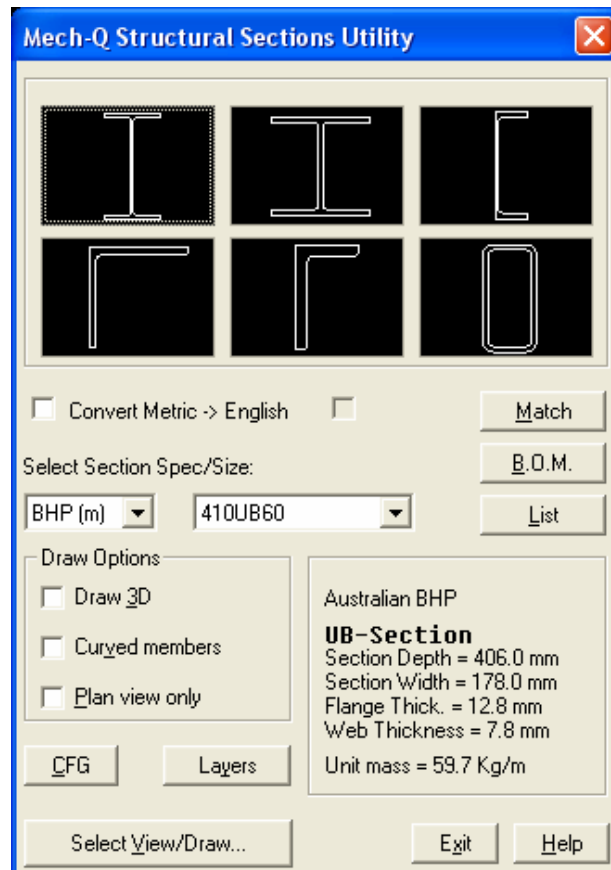 Mech-Q Structural Sections Utility
Convert Metric -> English
Match
Select Section Spec/Size:
B.O.M.
BHP (m)
410UB60
List
Draw Options
Draw 3D
Curved members
Plan view only
Australian BHP
UB-Section
Section Depth = 406.0 mm
Section Width = 178.0 mm
Flange Thick. = 12.8 mm
Web Thickness = 7.8 mm
Unit mass = 59.7 Kg/m
CFG
Layers
Select View/Draw...
Exit
Help